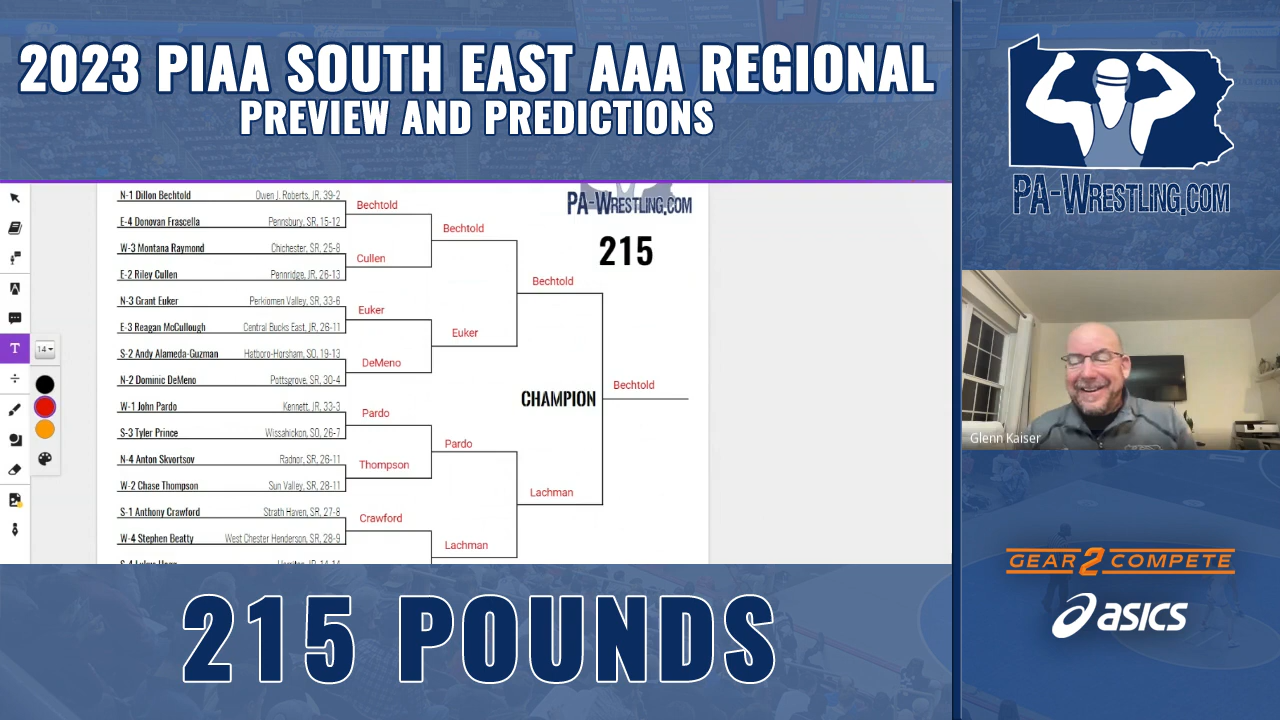 2023 PIAA SOUTH EAST AAA REGIONAL
PREVIEW AND PREDICTIONS
PA-WRESTLING.COM
N-1 Dillon Bechtold Owen J. Roberts, JR, 39-2
E-4 Donovan Frascella Pennsbury, SR, 15-12
W-3 Montana Raymond Chichester, SR, 25-8
E-2 Riley Cullen Pennridge, JR, 26-13
N-3 Grant Euker Perkiomen Valley, SR, 33-6
E-3 Reagan McCullough Central Bucks East, JR, 26-11
S-2 Andy Alameda-Guzman Hatboro-Horsham, SO, 19-13
N-2 Dominic DeMeno Pottsgrove, SR, 30-4
W-1 John Pardo Kennett, JR, 33-3
S-3 Tyler Prince Wissahickon, SO, 26-7
N-4 Anton Skvortsov Radnor, SR, 26-11
W-2 Chase Thompson Sun Valley, SR, 28-11
S-1 Anthony Crawford Strath Haven, SR, 27-8
W-4 Stephen Beatty West Chester Henderson, SR, 28-9
Bechtold
Cullen
Euker
DeMeno
Pardo
Thompson
Crawford
Bechtold
Euker
Pardo
Lachman
Bechtold
Lachman
CHAMPION
Bechtold
PA-WRESTLING.COM
215
T
14
Glenn Kaiser
GEAR 2 COMPETE
asics
215 POUNDS